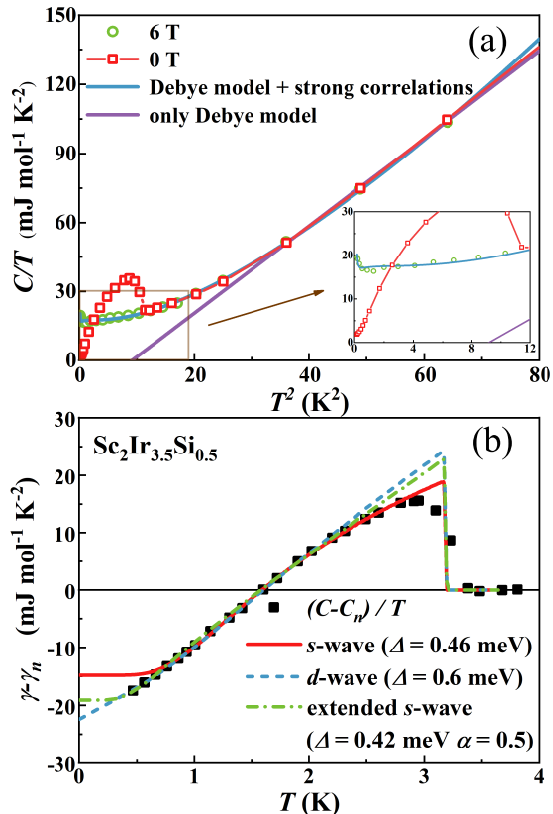 (a)
6 T
0 T
Debye model + strong correlations
only Debye model
C/T (mJ mol⁻¹ K⁻²)
150
120
90
60
30
0
30
20
10
0
0 4 8 12
0 20 40 60 80
T² (K²)
(b)
Sc₂Ir₃.₅Si₀.₅
γ-γₙ (mJ mol⁻¹ K⁻²)
30
20
10
0
-10
-20
-30
(C-Cₙ) / T
s-wave (Δ = 0.46 meV)
d-wave (Δ = 0.6 meV)
extended s-wave
(Δ = 0.42 meV α = 0.5)
0 1 2 3 4
T (K)